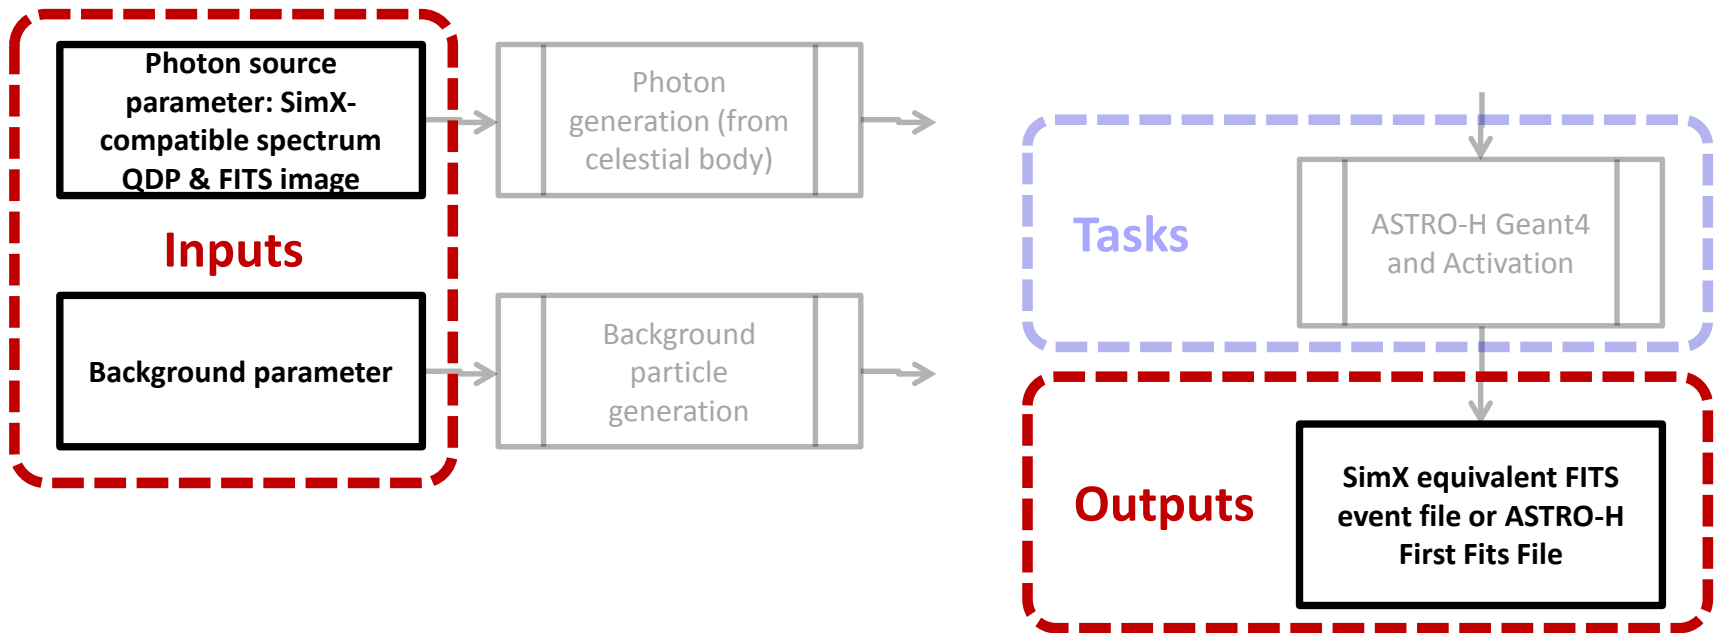 Photon source
parameter: SimX-
compatible spectrum
QDP & FITS image
Inputs
Background parameter
Photon
generation (from
celestial body)
Background
particle
generation
Tasks
ASTRO-H Geant4
and Activation
Outputs
SimX equivalent FITS
event file or ASTRO-H
First Fits File